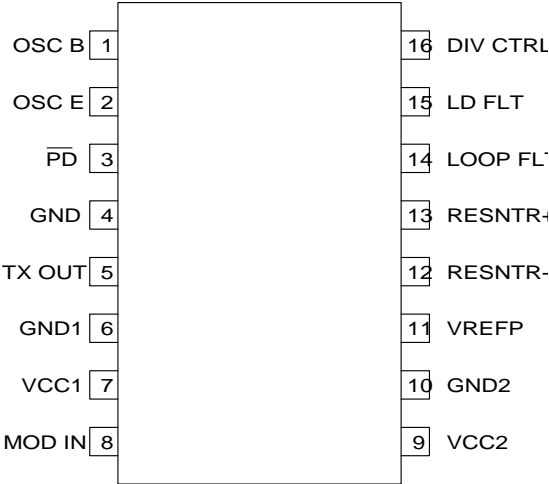 OSC B 1 16 DIV CTRL
OSC E 2 15 LD FLT
PD 3 14 LOOP FLT
GND 4 13 RESNTR+
TX OUT 5 12 RESNTR-
GND1 6 11 VREFP
VCC1 7 10 GND2
MOD IN 8 9 VCC2